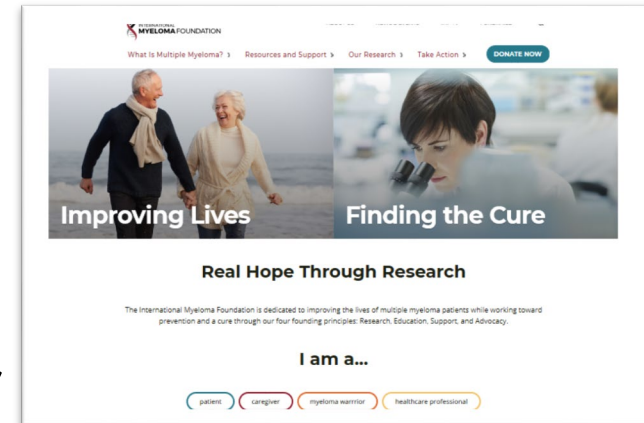 INTERNATIONAL
MYELOMA FOUNDATION
What Is Multiple Myeloma? Resources and Support Our Research Take Action DONATE NOW
Improving Lives Finding the Cure
Real Hope Through Research
The International Myeloma Foundation is dedicated to improving the lives of multiple myeloma patients while working toward
prevention and a cure through our four founding principles: Research, Education, Support, and Advocacy.
I am a...
patient caregiver myeloma warrrior healthcare professional